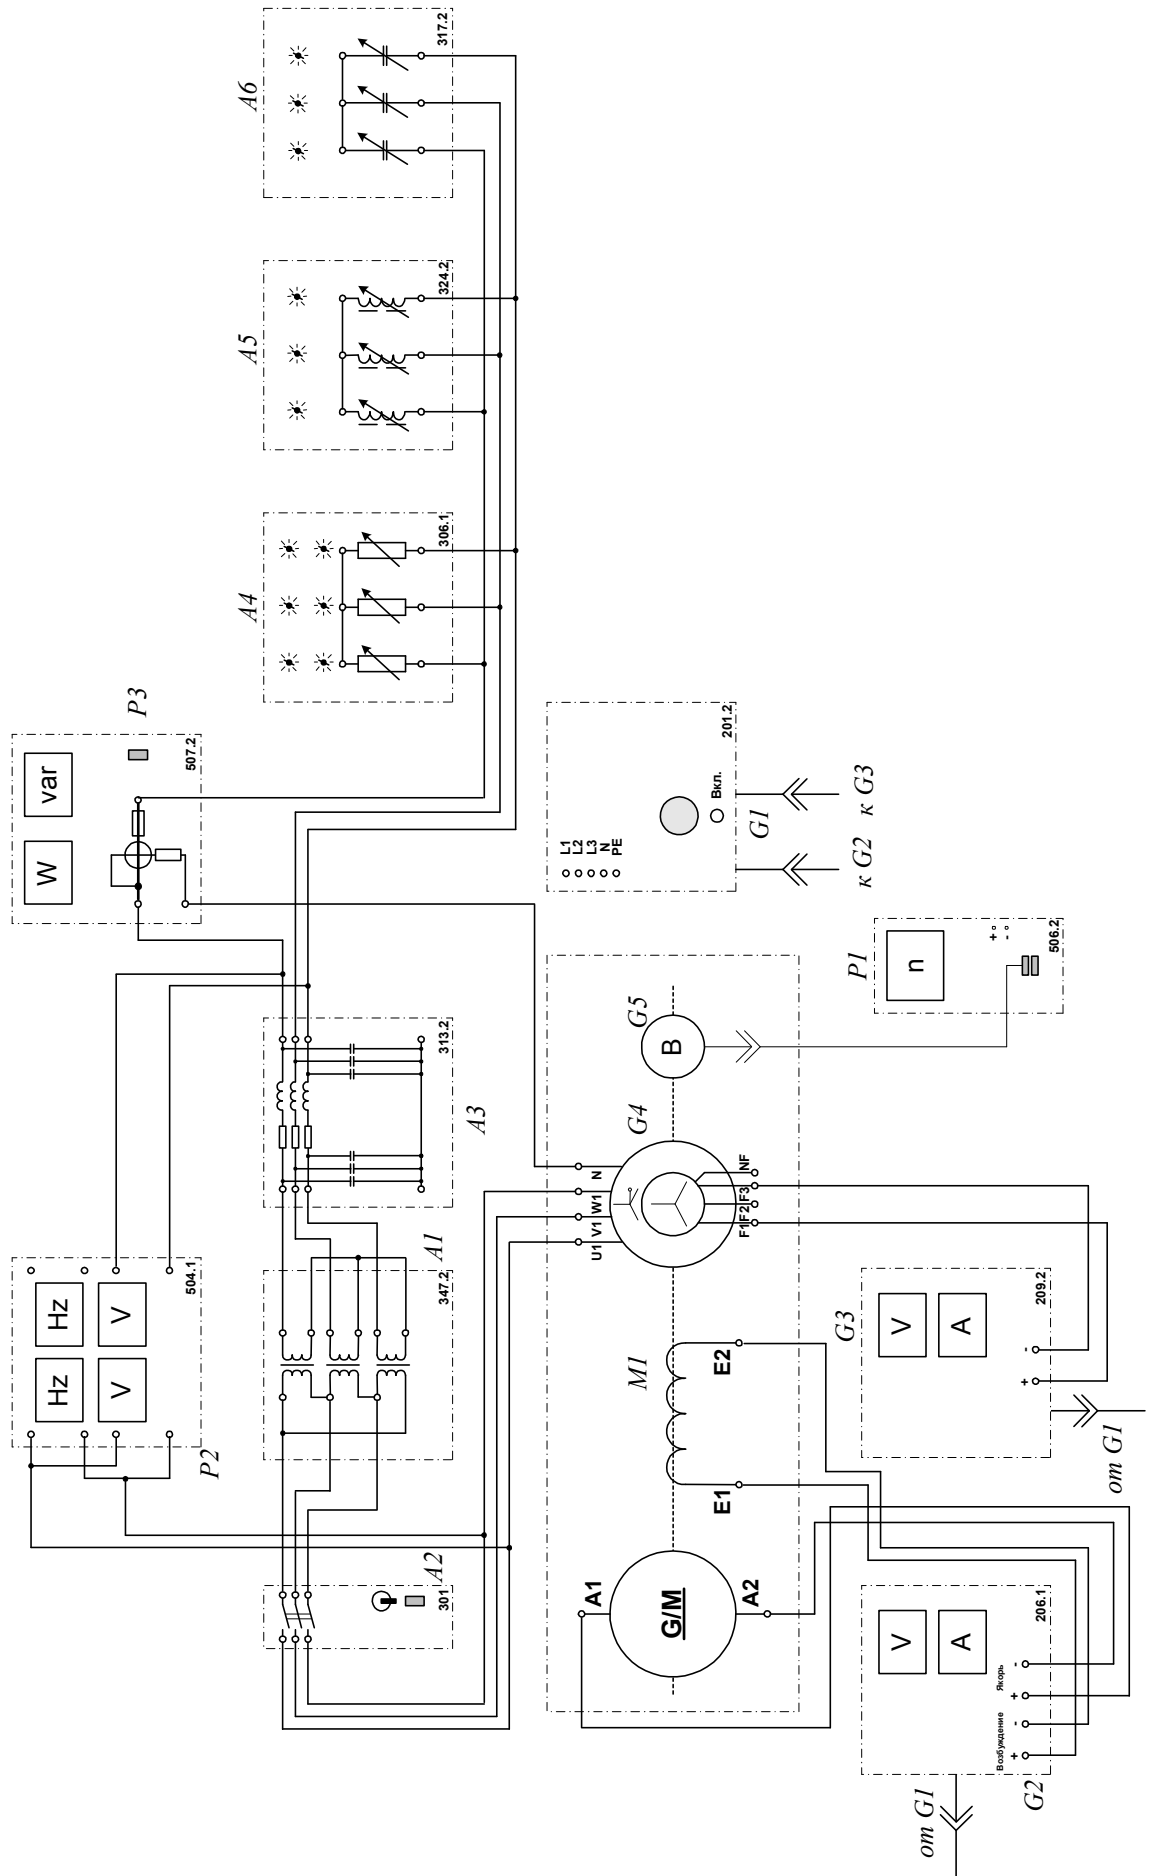 от G1
Возбуждение
+
-
Якорь
+
-
G2
V
A
206.1
301
A2
A1
G/M
A2
P2
Hz
Hz
V
V
504.1
347.2
A1
E1
E2
M1
от G1
+
-
V
A
G3
209.2
U1
V1
W1
N
F1
F2
F3
NF
G4
A3
313.2
B
G5
P1
n
+
-
506.2
W
var
507.2
P3
L1
L2
L3
N
PE
Вкл.
201.2
G1
к G2
к G3
A4
306.1
A5
324.2
A6
317.2